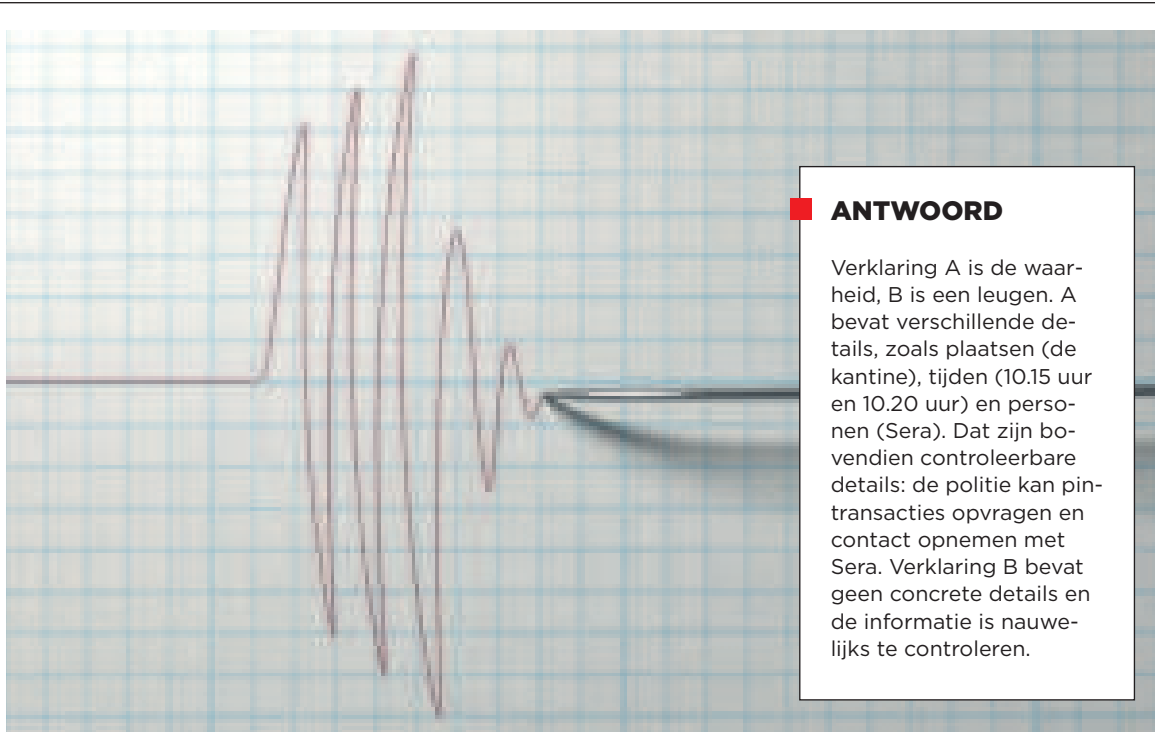 ANTWOORD
Verklaring A is de waar-
heid, B is een leugen. A
bevat verschillende de-
tails, zoals plaatsen (de
kantine), tijden (10.15 uur
en 10.20 uur) en perso-
nen (Sera). Dat zijn bo-
vendien controleerbare
details: de politie kan pin-
transacties opvragen en
contact opnemen met
Sera. Verklaring B bevat
geen concrete details en
de informatie is nauwe-
lijks te controleren.